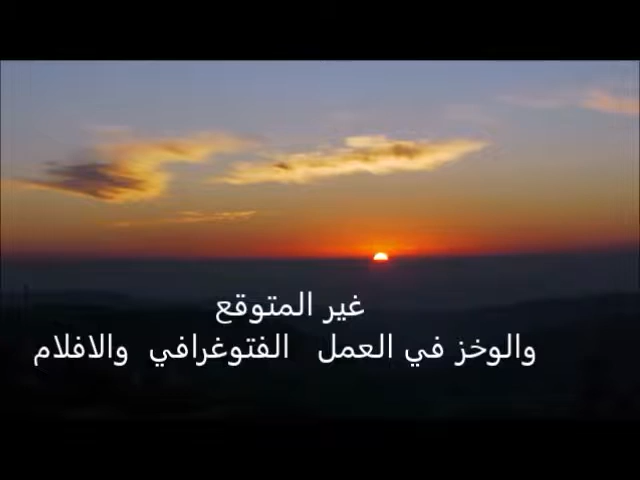 غير المتوقع
والوخز في العمل الفتوغرافي والافلام